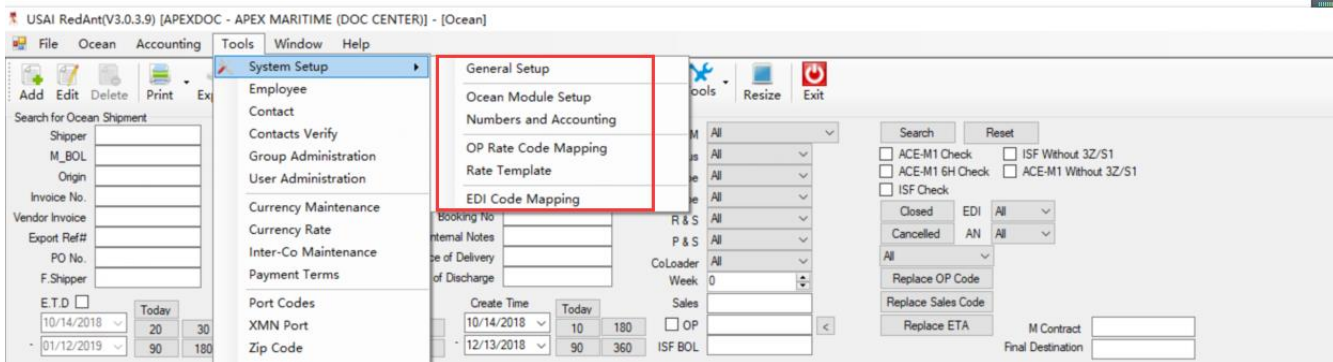 USAI RedAnt(V3.0.3.9) [APEXDOC - APEX MARITIME (DOC CENTER)] - [Ocean]
File Ocean Accounting Tools Window Help
Add Edit Delete Print
Resize Exit
System Setup
Employee
Contact
Contacts Verify
Group Administration
User Administration
Currency Maintenance
Currency Rate
Inter-Co Maintenance
Payment Terms
Port Codes
XMN Port
Zip Code
General Setup
Ocean Module Setup
Numbers and Accounting
OP Rate Code Mapping
Rate Template
EDI Code Mapping
Search for Ocean Shipment
Shipper
M_BOL
Origin
Invoice No.
Vendor Invoice
Export Ref#
PO No.
F.Shipper
E.T.D Today
10/14/2018 20 30
- 01/12/2019 90 180
Booking No
Internal Notes
of Delivery
of Discharge
Create Time Today
10/14/2018 10 180
- 12/13/2018 90 360
M All
All
All
All
R & S All
P & S All
CoLoader All
Week 0
Sales
OP <
ISF BOL
Search Reset
ACE-M1 Check ISF Without 3Z/S1
ACE-M1 6H Check ACE-M1 Without 3Z/S1
ISF Check
Closed EDI All
Cancelled AN All
All
Replace OP Code
Replace Sales Code
Replace ETA M Contract
Final Destination